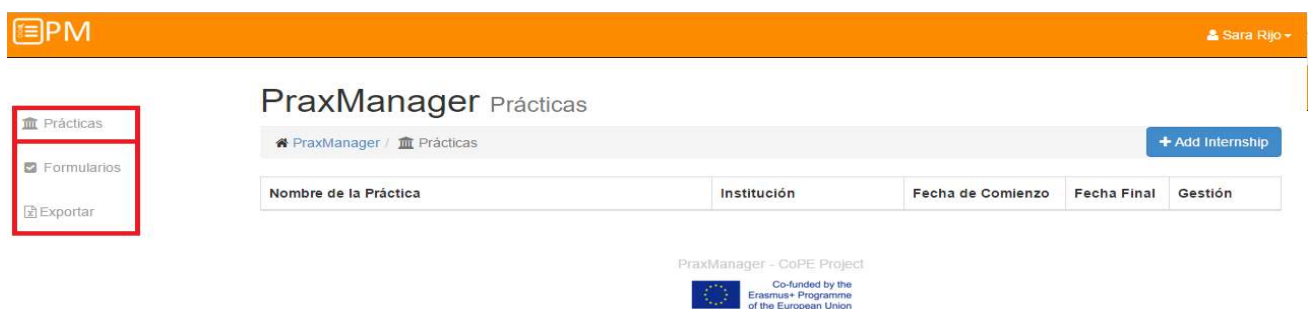 PM
Sara Rijo
PraxManager Prácticas
Prácticas
PraxManager / Prácticas
+ Add Internship
Formularios
Nombre de la Práctica Institución Fecha de Comienzo Fecha Final Gestión
Exportar
PraxManager - CoPE Project
Co-funded by the
Erasmus+ Programme
of the European Union